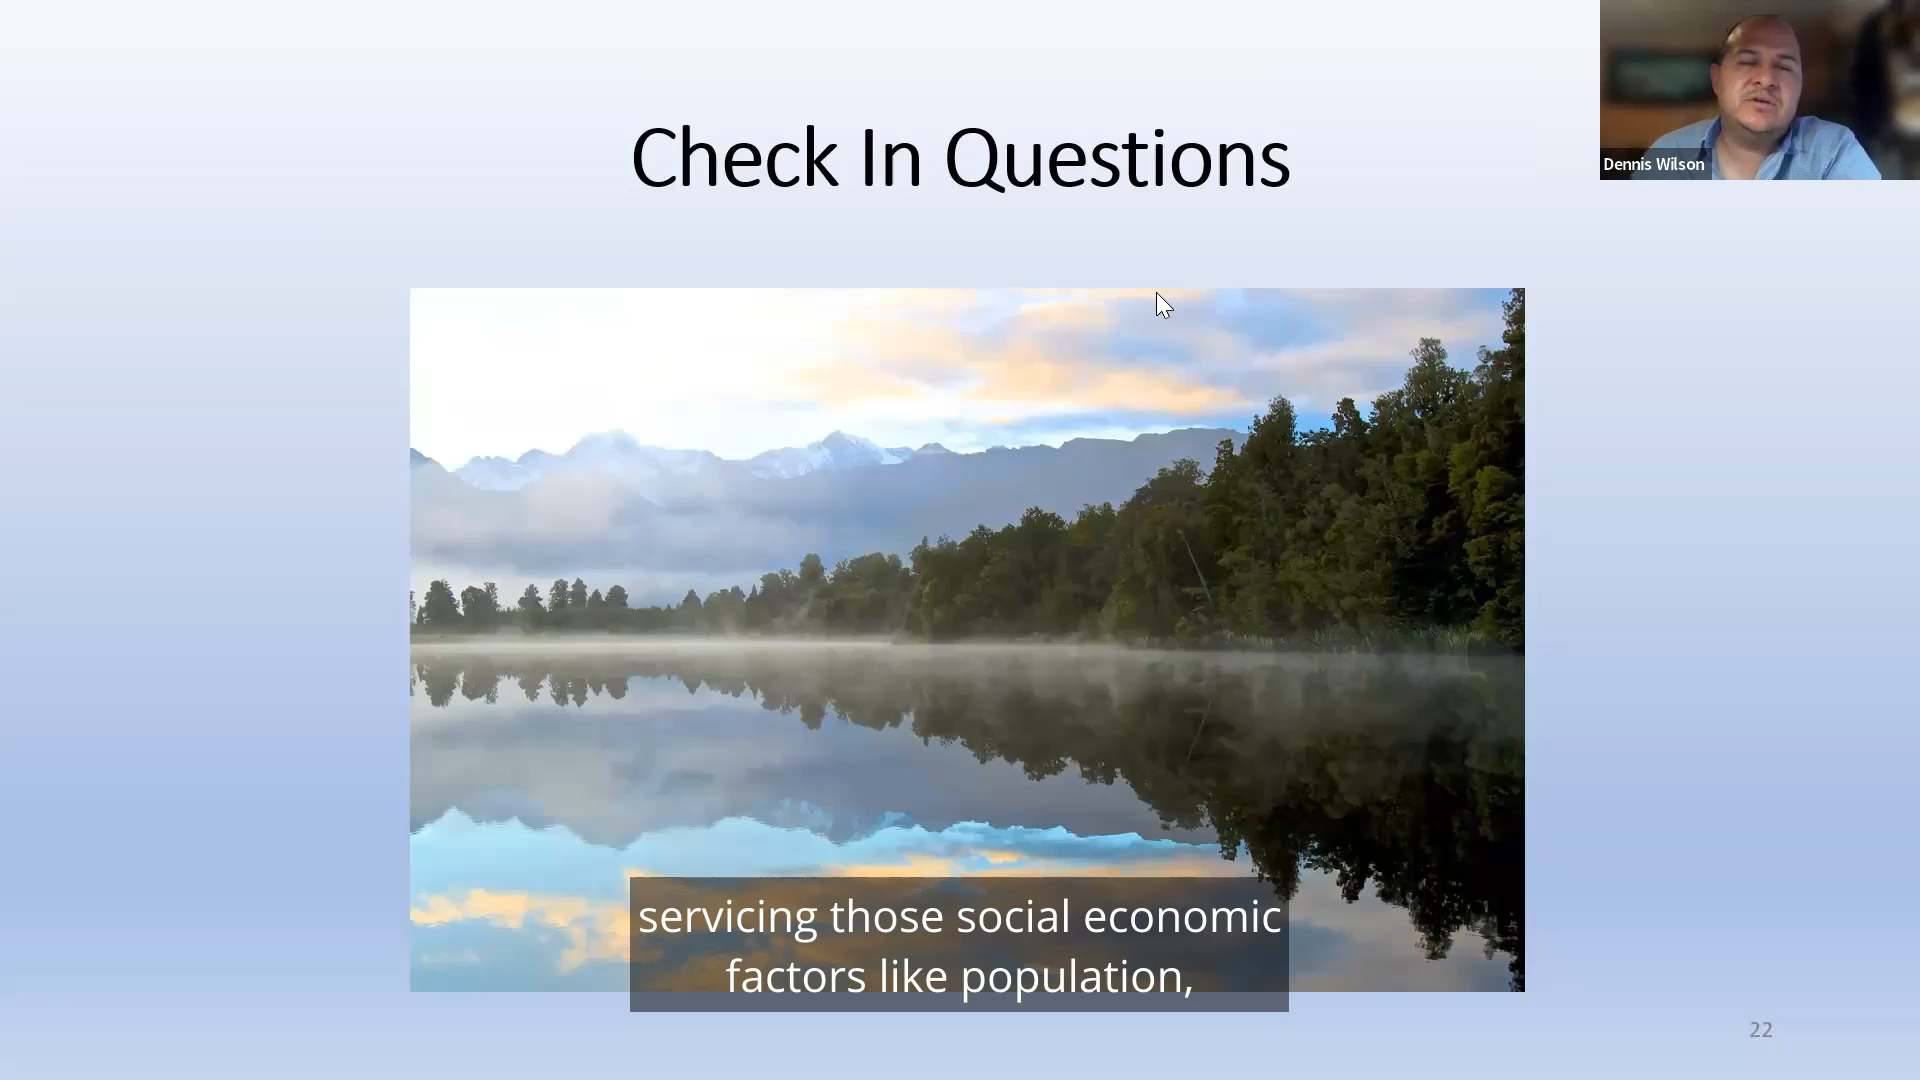 Check In Questions
Dennis Wilson
servicing those social economic
factors like population,
22